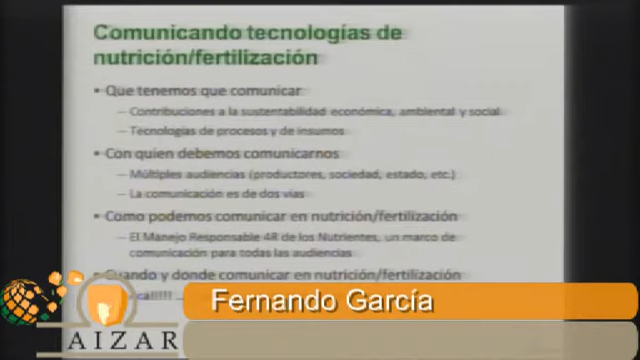 Comunicando tecnologías de
nutrición/fertilización
• Que tenemos que comunicar
– Contribuciones a la sustentabilidad económica, ambiental y social
– Tecnologías de procesos y de insumos
• Con quien debemos comunicarnos
– Múltiples audiencias (productores, sociedad, estado, etc.)
– La comunicación es de dos vías
• Como podemos comunicar en nutrición/fertilización
– El Manejo Responsable 4R de los Nutrientes, un marco de
comunicación para todas las audiencias
Cuando y donde comunicar en nutrición/fertilización
Fernando García
AIZAR